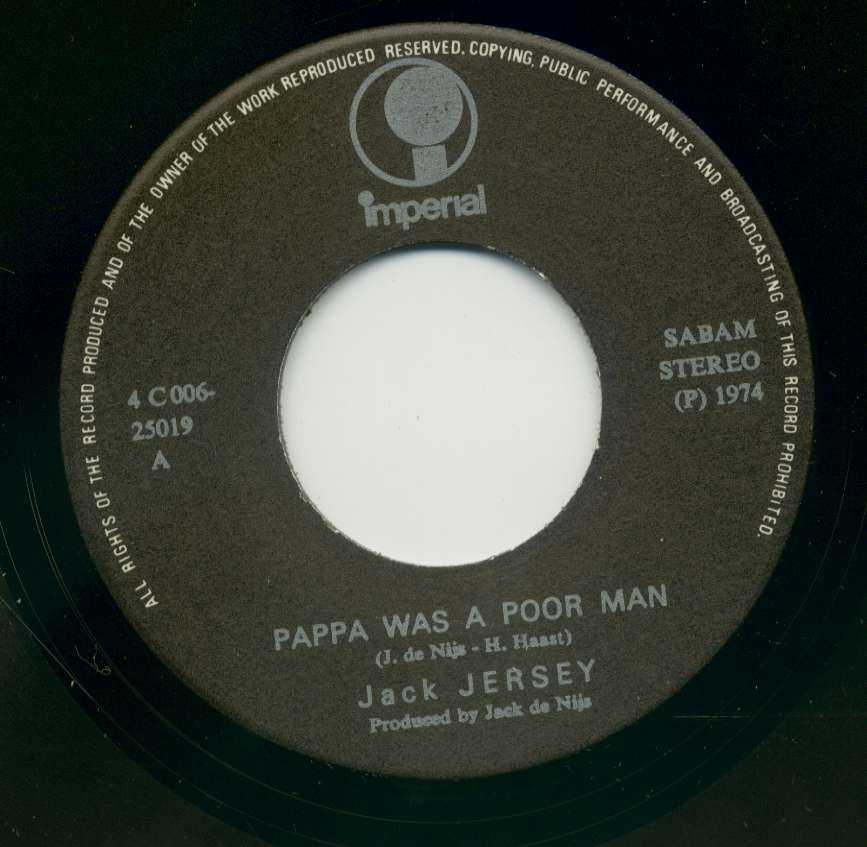 ALL RIGHTS OF THE RECORD PRODUCED AND OF THE OWNER OF THE WORK REPRODUCED RESERVED. COPYING, PUBLIC PERFORMANCE AND BROADCASTING OF THIS RECORD PROHIBITED.
imperial
SABAM
STEREO
(P) 1974
4 C 006-
25019
A
PAPPA WAS A POOR MAN
(J. de Nijs - H. Haast)
Jack JERSEY
Produced by Jack de Nijs